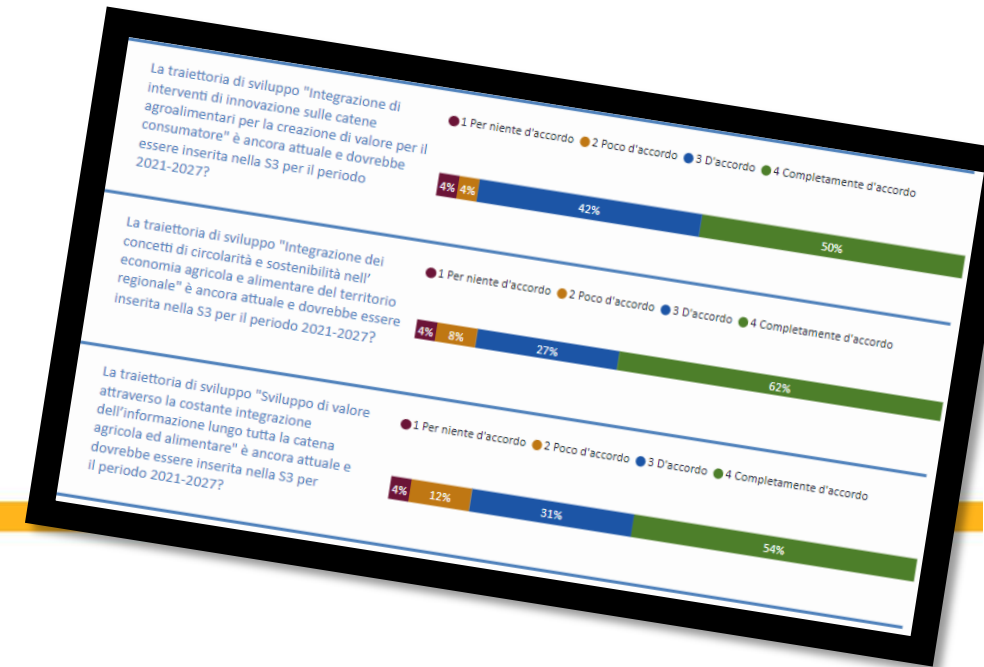 La traiettoria di sviluppo "Integrazione di
interventi di innovazione sulle catene
agroalimentari per la creazione di valore per il
consumatore" è ancora attuale e dovrebbe
essere inserita nella S3 per il periodo
2021-2027?
1 Per niente d'accordo 2 Poco d'accordo 3 D'accordo 4 Completamente d'accordo
4% 4% 42% 50%
La traiettoria di sviluppo "Integrazione dei
concetti di circolarità e sostenibilità nell'
economia agricola e alimentare del territorio
regionale" è ancora attuale e dovrebbe essere
inserita nella S3 per il periodo 2021-2027?
1 Per niente d'accordo 2 Poco d'accordo 3 D'accordo 4 Completamente d'accordo
4% 8% 27% 62%
La traiettoria di sviluppo "Sviluppo di valore
attraverso la costante integrazione
dell'informazione lungo tutta la catena
agricola ed alimentare" è ancora attuale e
dovrebbe essere inserita nella S3 per
il periodo 2021-2027?
1 Per niente d'accordo 2 Poco d'accordo 3 D'accordo 4 Completamente d'accordo
4% 12% 31% 54%